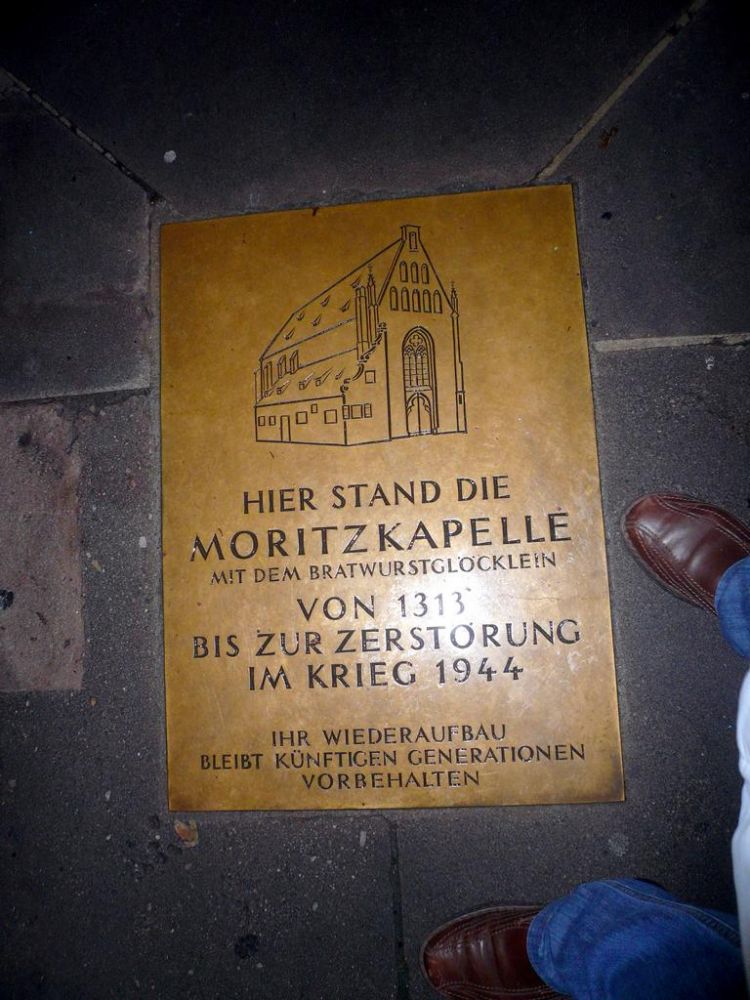 HIER STAND DIE
MORITZKAPELLE
MIT DEM BRATWURSTGLÖCKLEIN
VON 1313
BIS ZUR ZERSTÖRUNG
IM KRIEG 1944
IHR WIEDERAUFBAU
BLEIBT KÜNFTIGEN GENERATIONEN
VORBEHALTEN